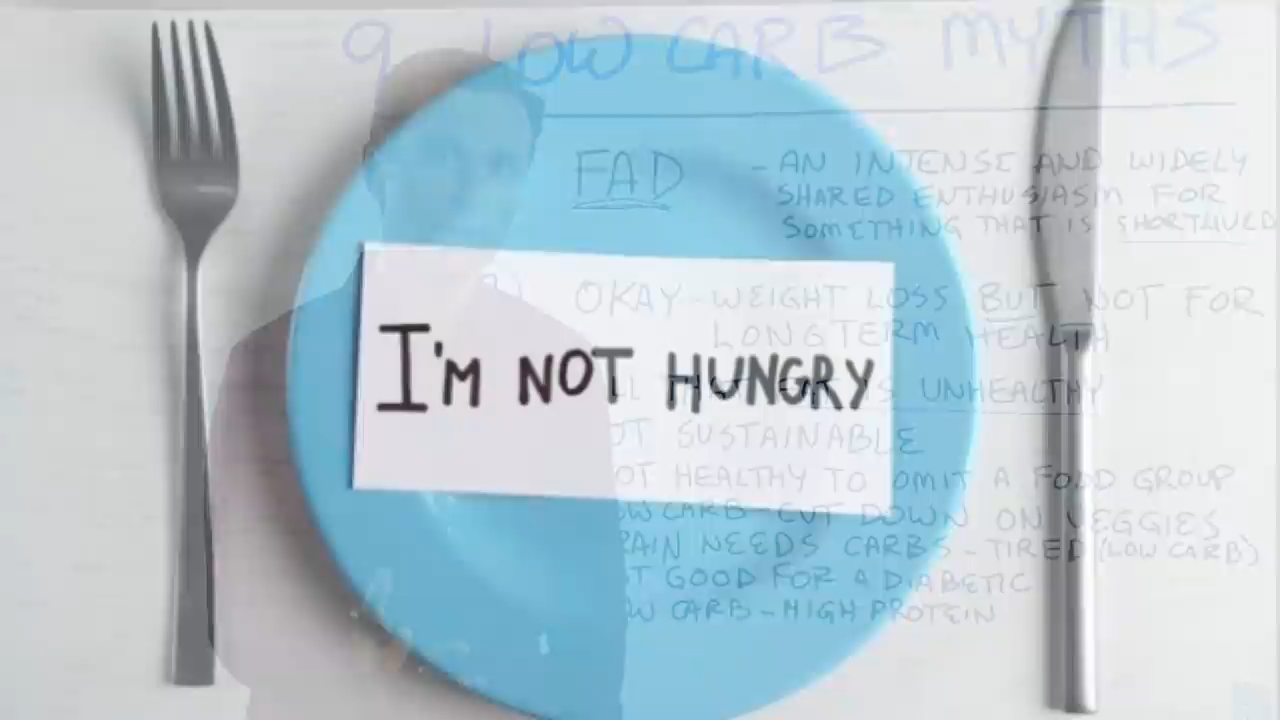 9 LOW CARB MYTHS
FAD - AN INTENSE AND WIDELY
SHARED ENTHUSIASM FOR
SOMETHING THAT IS SHORTLIVED
OKAY-WEIGHT LOSS BUT NOT FOR
LONGTERM HEALTH
I'M NOT HUNGRY
IS UNHEALTHY
SUSTAINABLE
HEALTHY TO OMIT A FOOD GROUP
CARB CUT DOWN ON VEGGIES
NEEDS CARBS-TIRED (LOW CARB)
GOOD FOR A DIABETIC
CARB-HIGH PROTEIN